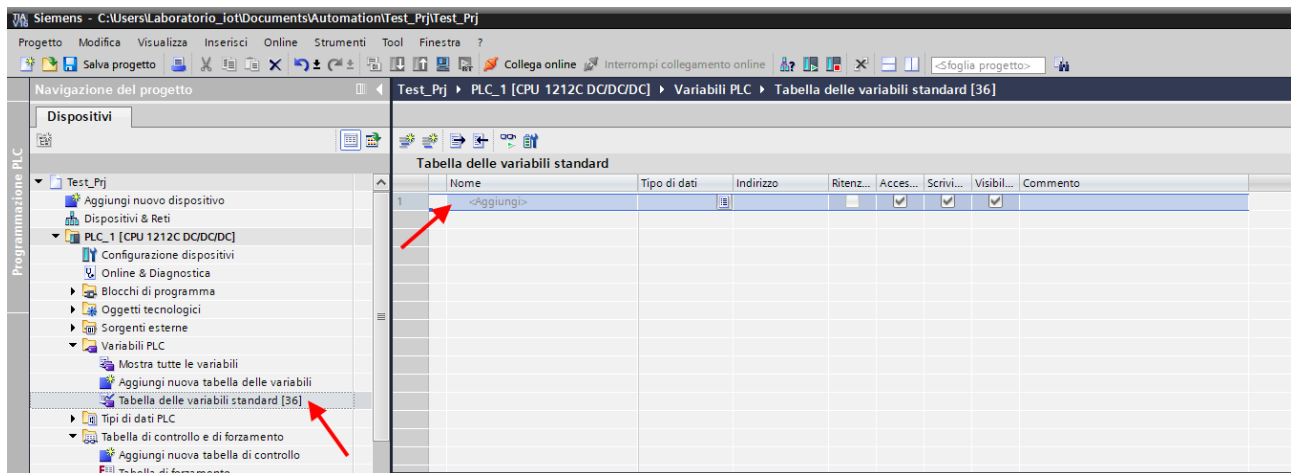 Siemens - C:\Users\Laboratorio_iot\Documents\Automation\Test_Prj\Test_Prj
Progetto Modifica Visualizza Inserisci Online Strumenti Tool Finestra ?
Salva progetto Collega online Interrompi collegamento online <Sfoglia progetto>
Navigazione del progetto
Test_Prj PLC_1 [CPU 1212C DC/DC/DC] Variabili PLC Tabella delle variabili standard [36]
Dispositivi
Programmazione PLC
Tabella delle variabili standard
Nome Tipo di dati Indirizzo Ritenz... Acces... Scrivi... Visibil... Commento
1 <Aggiungi>
Test_Prj
Aggiungi nuovo dispositivo
Dispositivi & Reti
PLC_1 [CPU 1212C DC/DC/DC]
Configurazione dispositivi
Online & Diagnostica
Blocchi di programma
Oggetti tecnologici
Sorgenti esterne
Variabili PLC
Mostra tutte le variabili
Aggiungi nuova tabella delle variabili
Tabella delle variabili standard [36]
Tipi di dati PLC
Tabella di controllo e di forzamento
Aggiungi nuova tabella di controllo
Tabella di forzamento